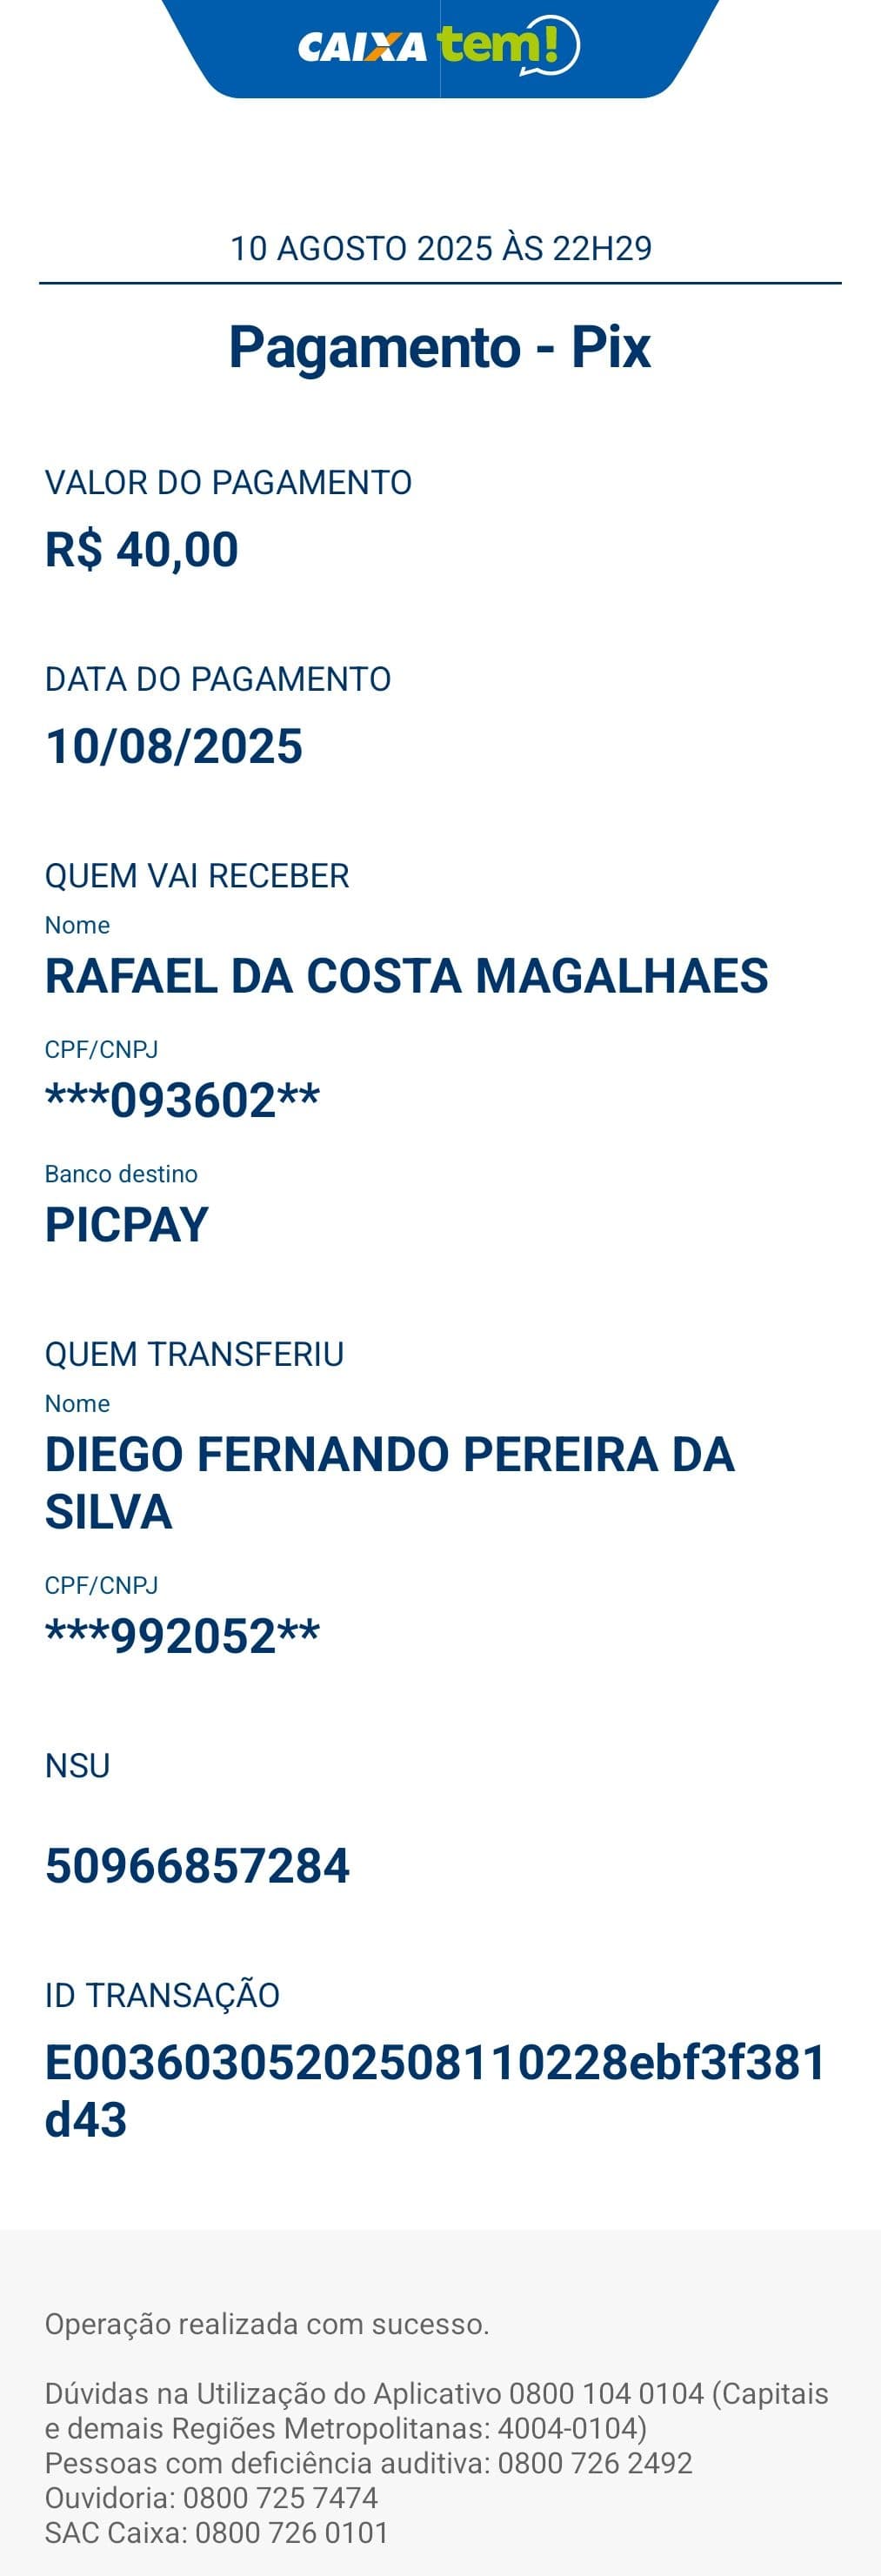 CAIXA tem!
10 AGOSTO 2025 ÀS 22H29
Pagamento - Pix
VALOR DO PAGAMENTO
R$ 40,00
DATA DO PAGAMENTO
10/08/2025
QUEM VAI RECEBER
Nome
RAFAEL DA COSTA MAGALHAES
CPF/CNPJ
***093602**
Banco destino
PICPAY
QUEM TRANSFERIU
Nome
DIEGO FERNANDO PEREIRA DA
SILVA
CPF/CNPJ
***992052**
NSU
50966857284
ID TRANSAÇÃO
E00360305202508110228ebf3f381
d43
Operação realizada com sucesso.
Dúvidas na Utilização do Aplicativo 0800 104 0104 (Capitais
e demais Regiões Metropolitanas: 4004-0104)
Pessoas com deficiência auditiva: 0800 726 2492
Ouvidoria: 0800 725 7474
SAC Caixa: 0800 726 0101